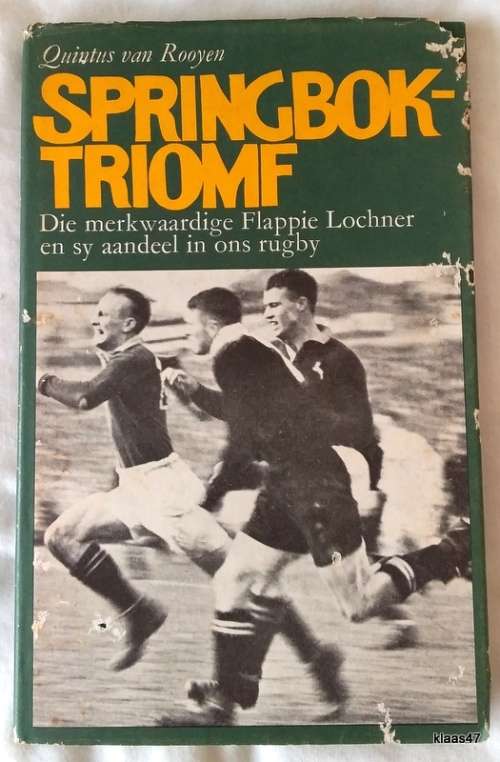 Quintus van Rooyen
SPRINGBOK-
TRIOMF
Die merkwaardige Flappie Lochner
en sy aandeel in ons rugby
klaas47